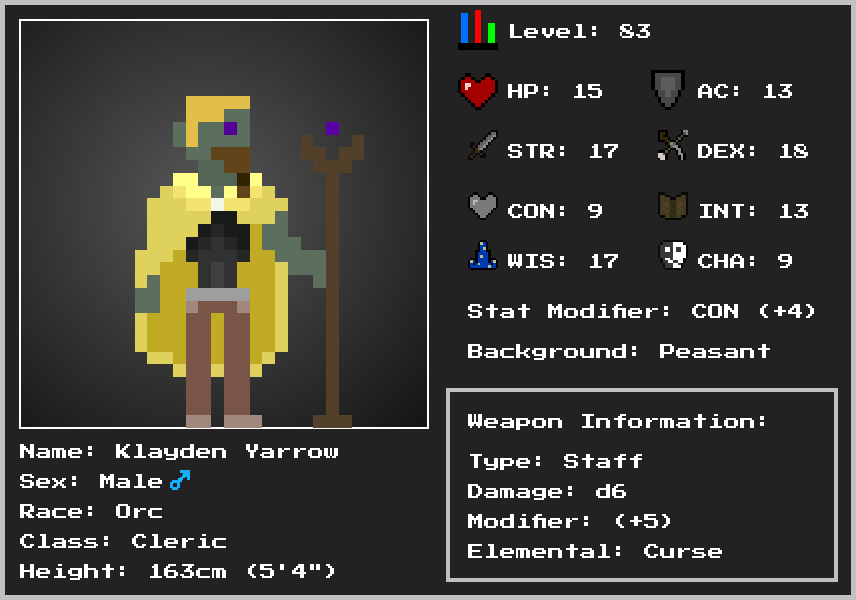 Level: 83
HP: 15 AC: 13
STR: 17 DEX: 18
CON: 9 INT: 13
WIS: 17 CHA: 9
Stat Modifier: CON (+4)
Background: Peasant
Weapon Information:
Type: Staff
Damage: d6
Modifier: (+5)
Elemental: Curse
Name: Klayden Yarrow
Sex: Male ♂
Race: Orc
Class: Cleric
Height: 163cm (5'4")